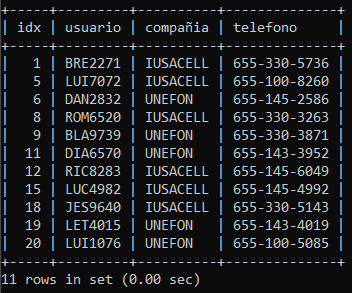 +-----+----------+----------+--------------+
| idx | usuario | compañia | telefono |
+-----+----------+----------+--------------+
| 1 | BRE2271 | IUSACELL | 655-330-5736 |
| 5 | LUI7072 | IUSACELL | 655-100-8260 |
| 6 | DAN2832 | UNEFON | 655-145-2586 |
| 8 | ROM6520 | IUSACELL | 655-330-3263 |
| 9 | BLA9739 | UNEFON | 655-330-3871 |
| 11 | DIA6570 | UNEFON | 655-143-3952 |
| 12 | RIC8283 | IUSACELL | 655-145-6049 |
| 15 | LUC4982 | IUSACELL | 655-145-4992 |
| 18 | JES9640 | IUSACELL | 655-330-5143 |
| 19 | LET4015 | UNEFON | 655-143-4019 |
| 20 | LUI1076 | UNEFON | 655-100-5085 |
+-----+----------+----------+--------------+
11 rows in set (0.00 sec)